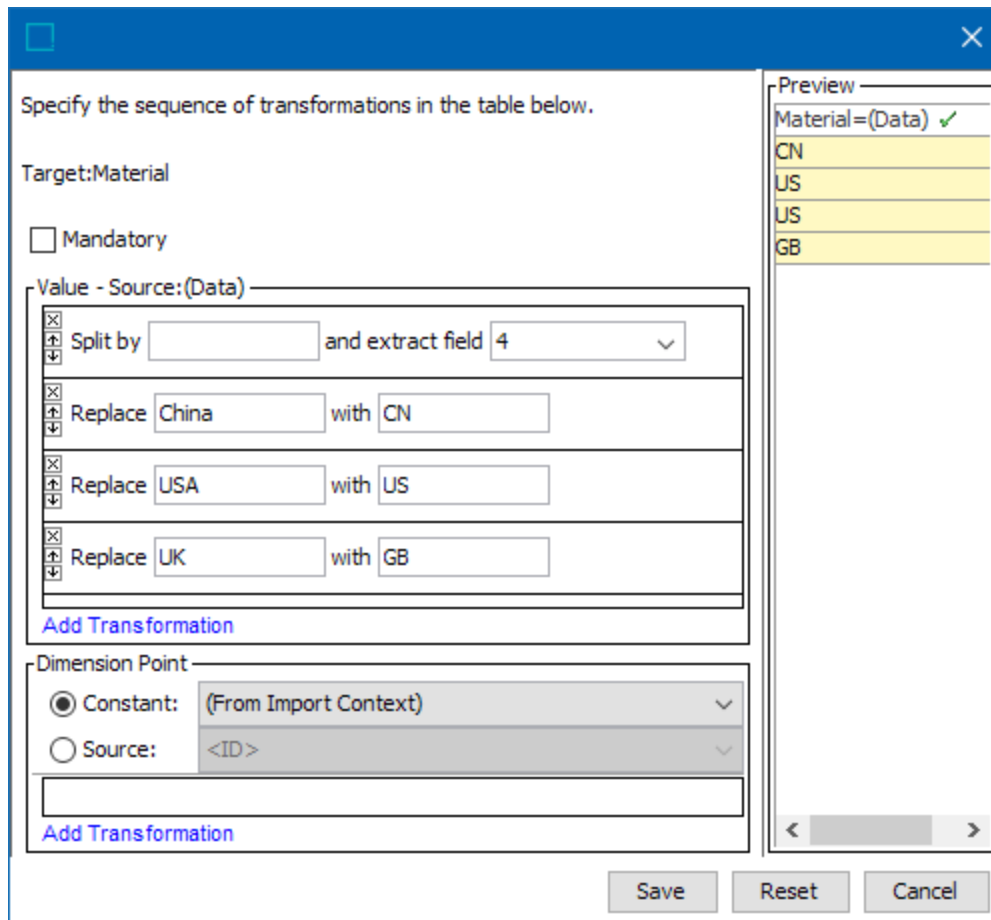 Specify the sequence of transformations in the table below.
Target:Material
Mandatory
Value - Source:(Data)
Split by and extract field 4
Replace China with CN
Replace USA with US
Replace UK with GB
Add Transformation
Dimension Point
Constant: (From Import Context)
Source: <ID>
Add Transformation
Preview
Material=(Data)
CN
US
US
GB
Save Reset Cancel